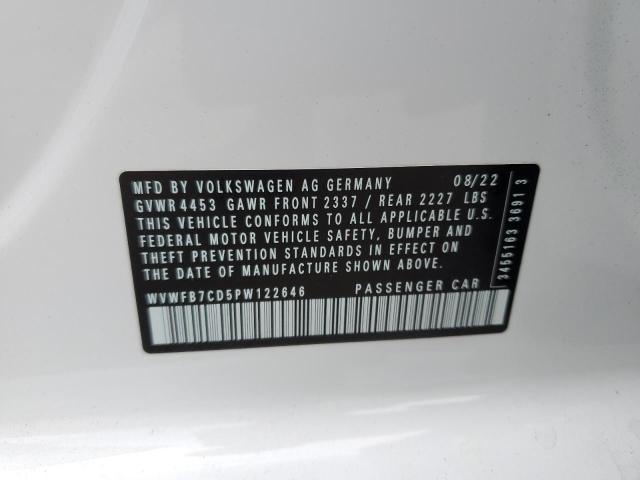 MFD BY VOLKSWAGEN AG GERMANY 08/22
GVWR 4453 GAWR FRONT 2337 / REAR 2227 LBS
THIS VEHICLE CONFORMS TO ALL APPLICABLE U.S.
FEDERAL MOTOR VEHICLE SAFETY, BUMPER AND
THEFT PREVENTION STANDARDS IN EFFECT ON
THE DATE OF MANUFACTURE SHOWN ABOVE.
WVWFB7CD5PW122646 PASSENGER CAR
3455163 3691 3